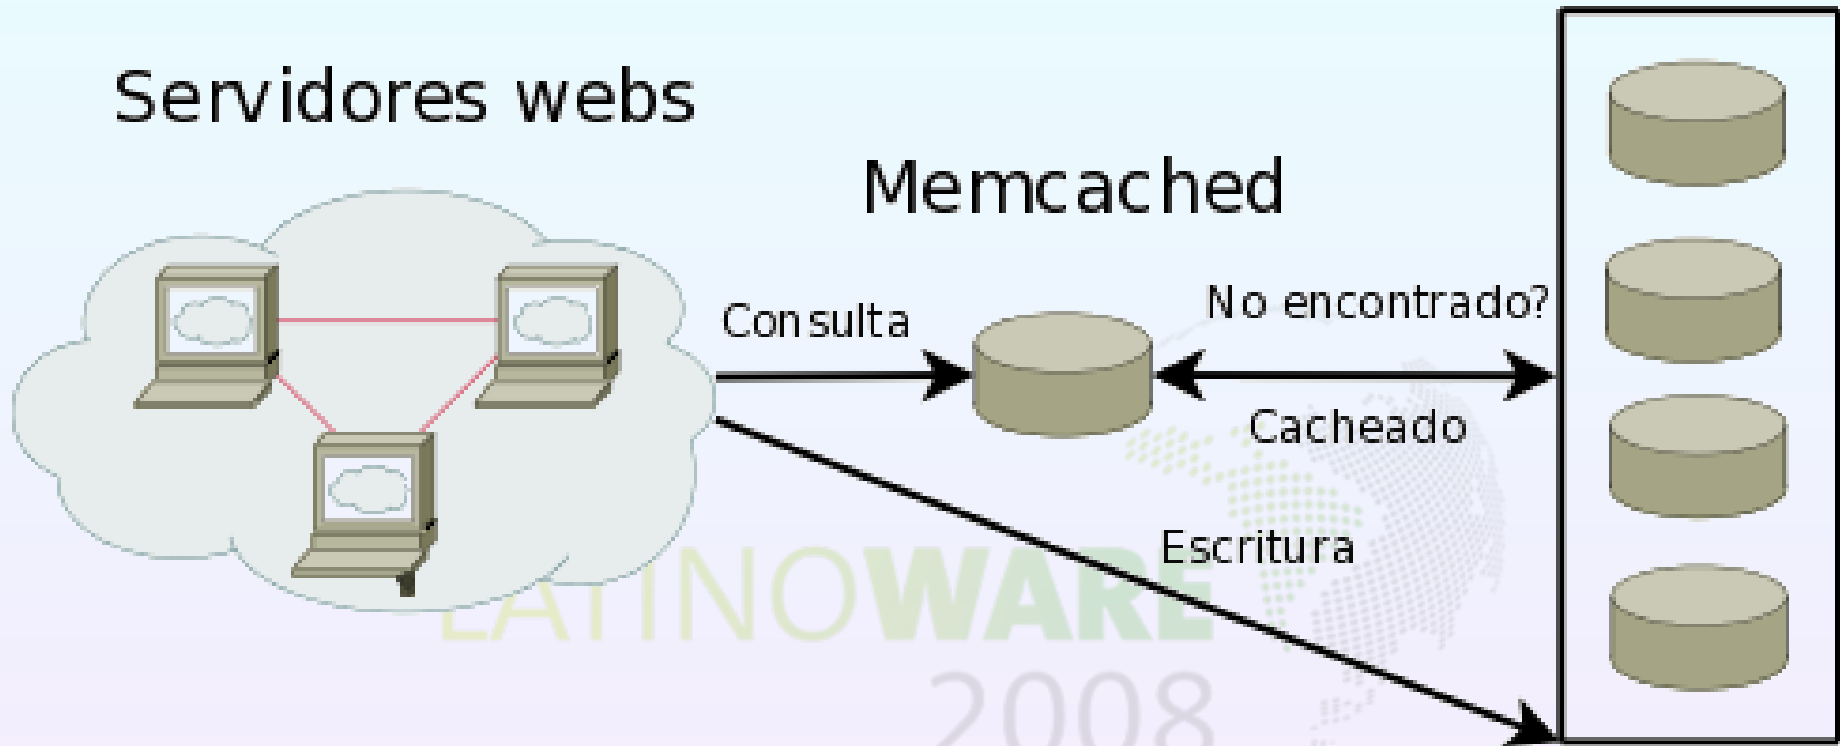 Servidores webs
Memcached
Consulta
No encontrado?
Cacheado
Escritura
LATINOWARE
2008